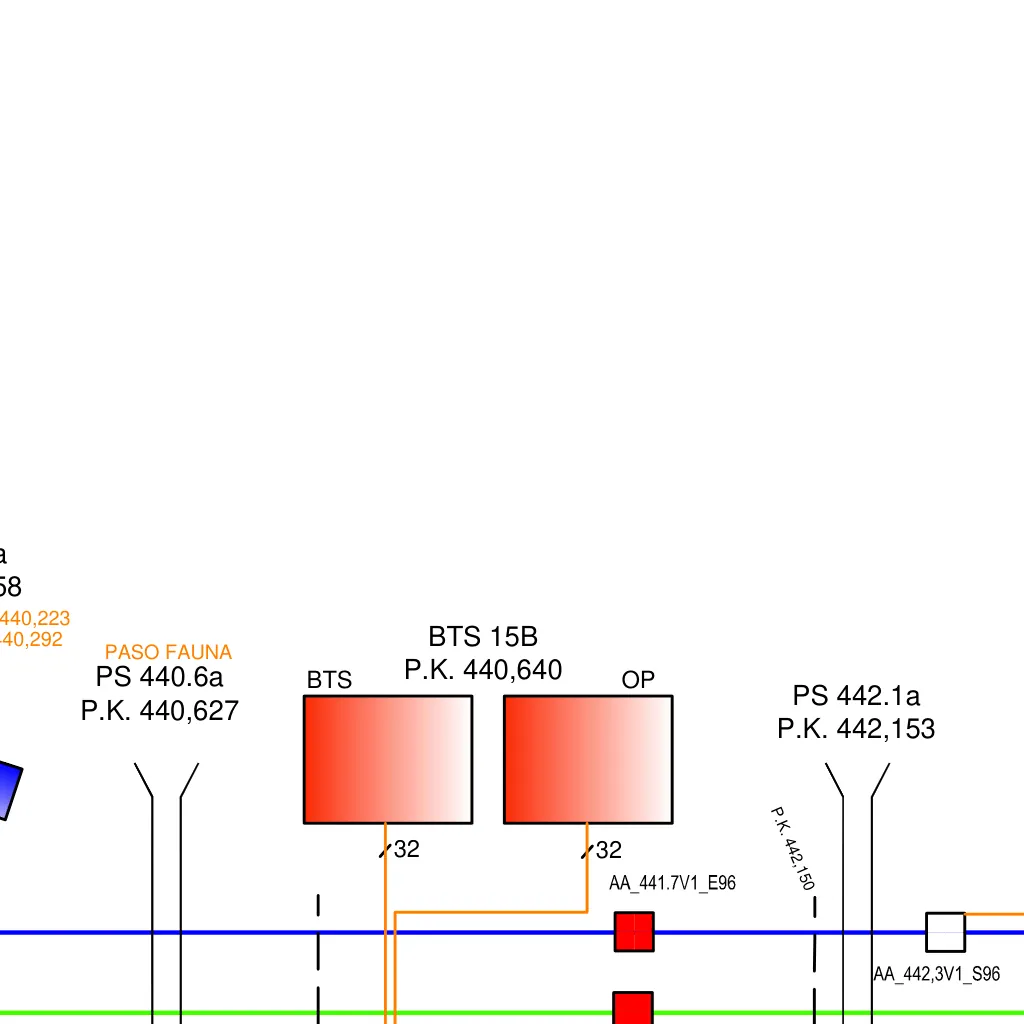 a
58
440,223
440,292
PASO FAUNA
PS 440.6a
P.K. 440,627
BTS 15B
P.K. 440,640
BTS
OP
32
32
PS 442.1a
P.K. 442,153
P.K. 442,150
AA_441.7V1_E96
AA_442,3V1_S96